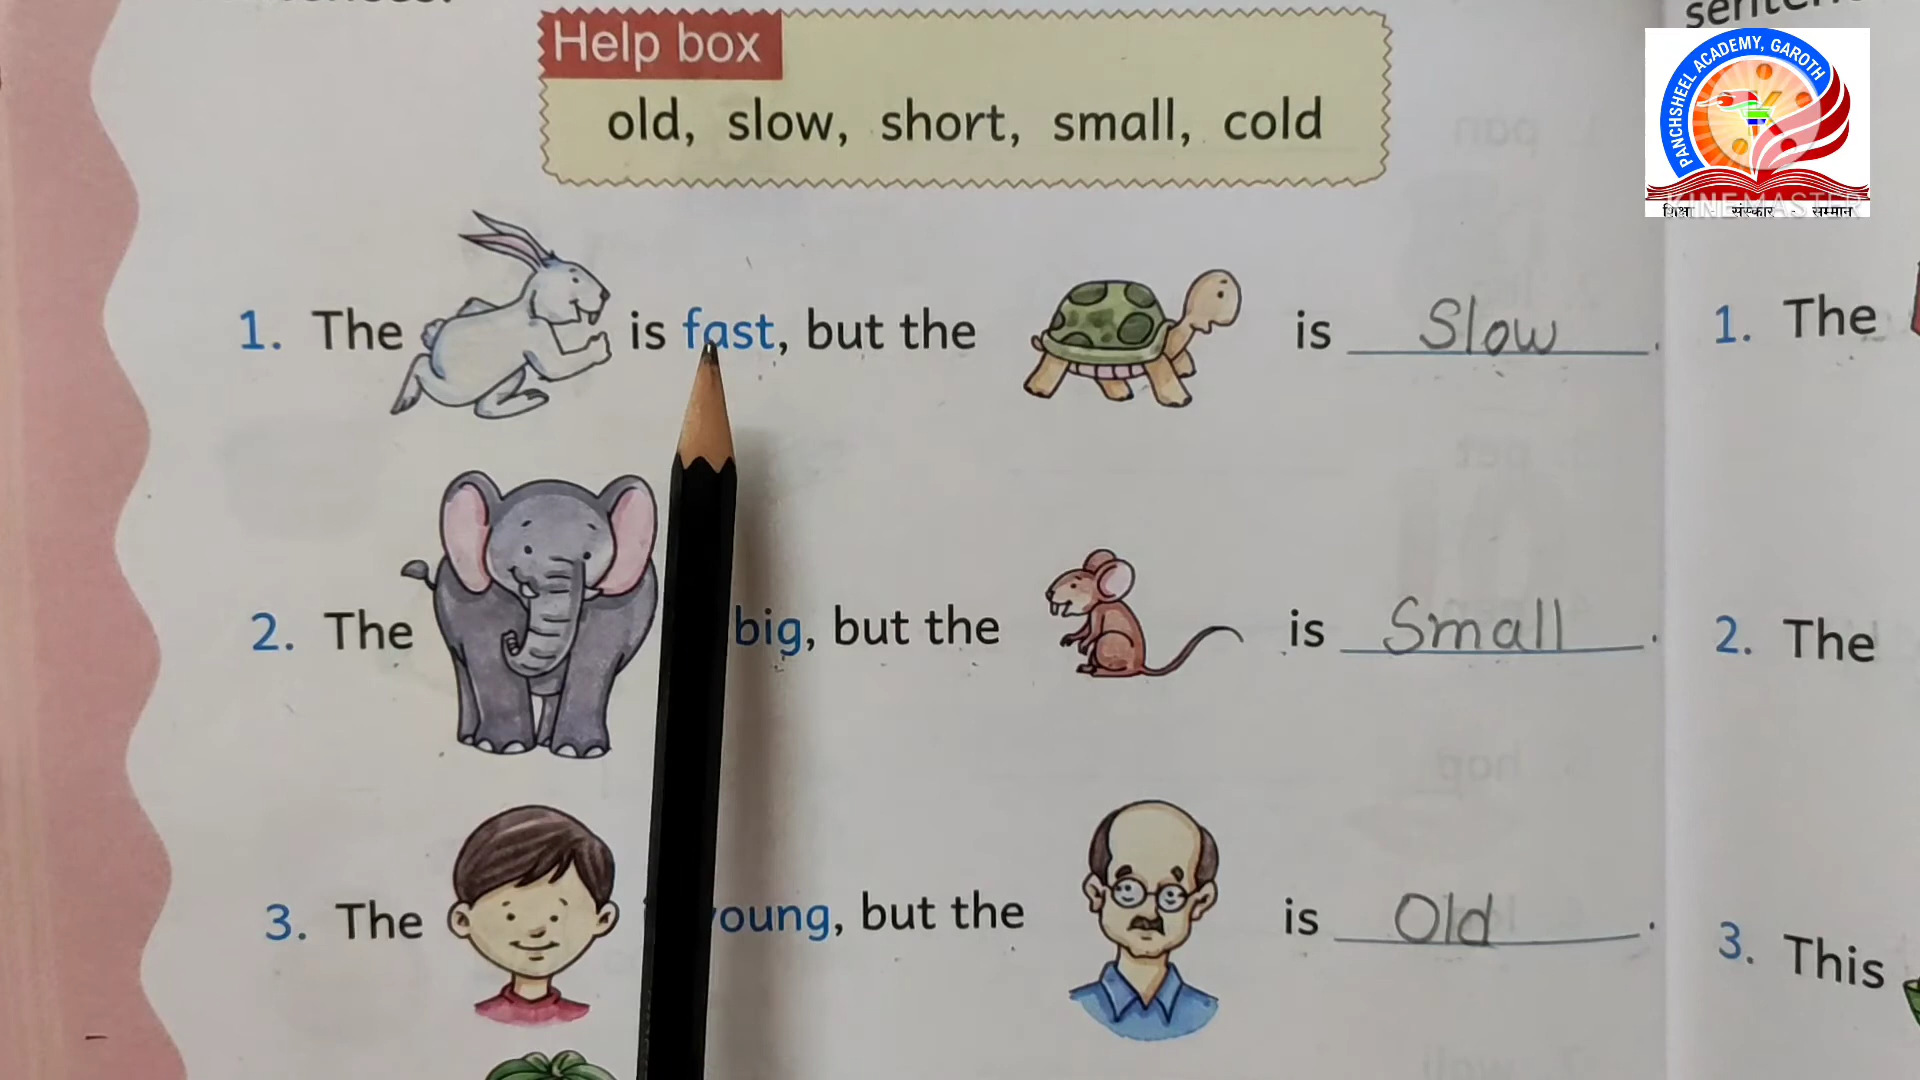 Help box
old, slow, short, small, cold
1. The is fast, but the is Slow.
2. The big, but the is Small.
3. The young, but the is Old.
1. The
2. The
3. This
PANCHSHEEL ACADEMY, GAROTH
KINEMASTER
शिक्षा संस्कार सम्मान